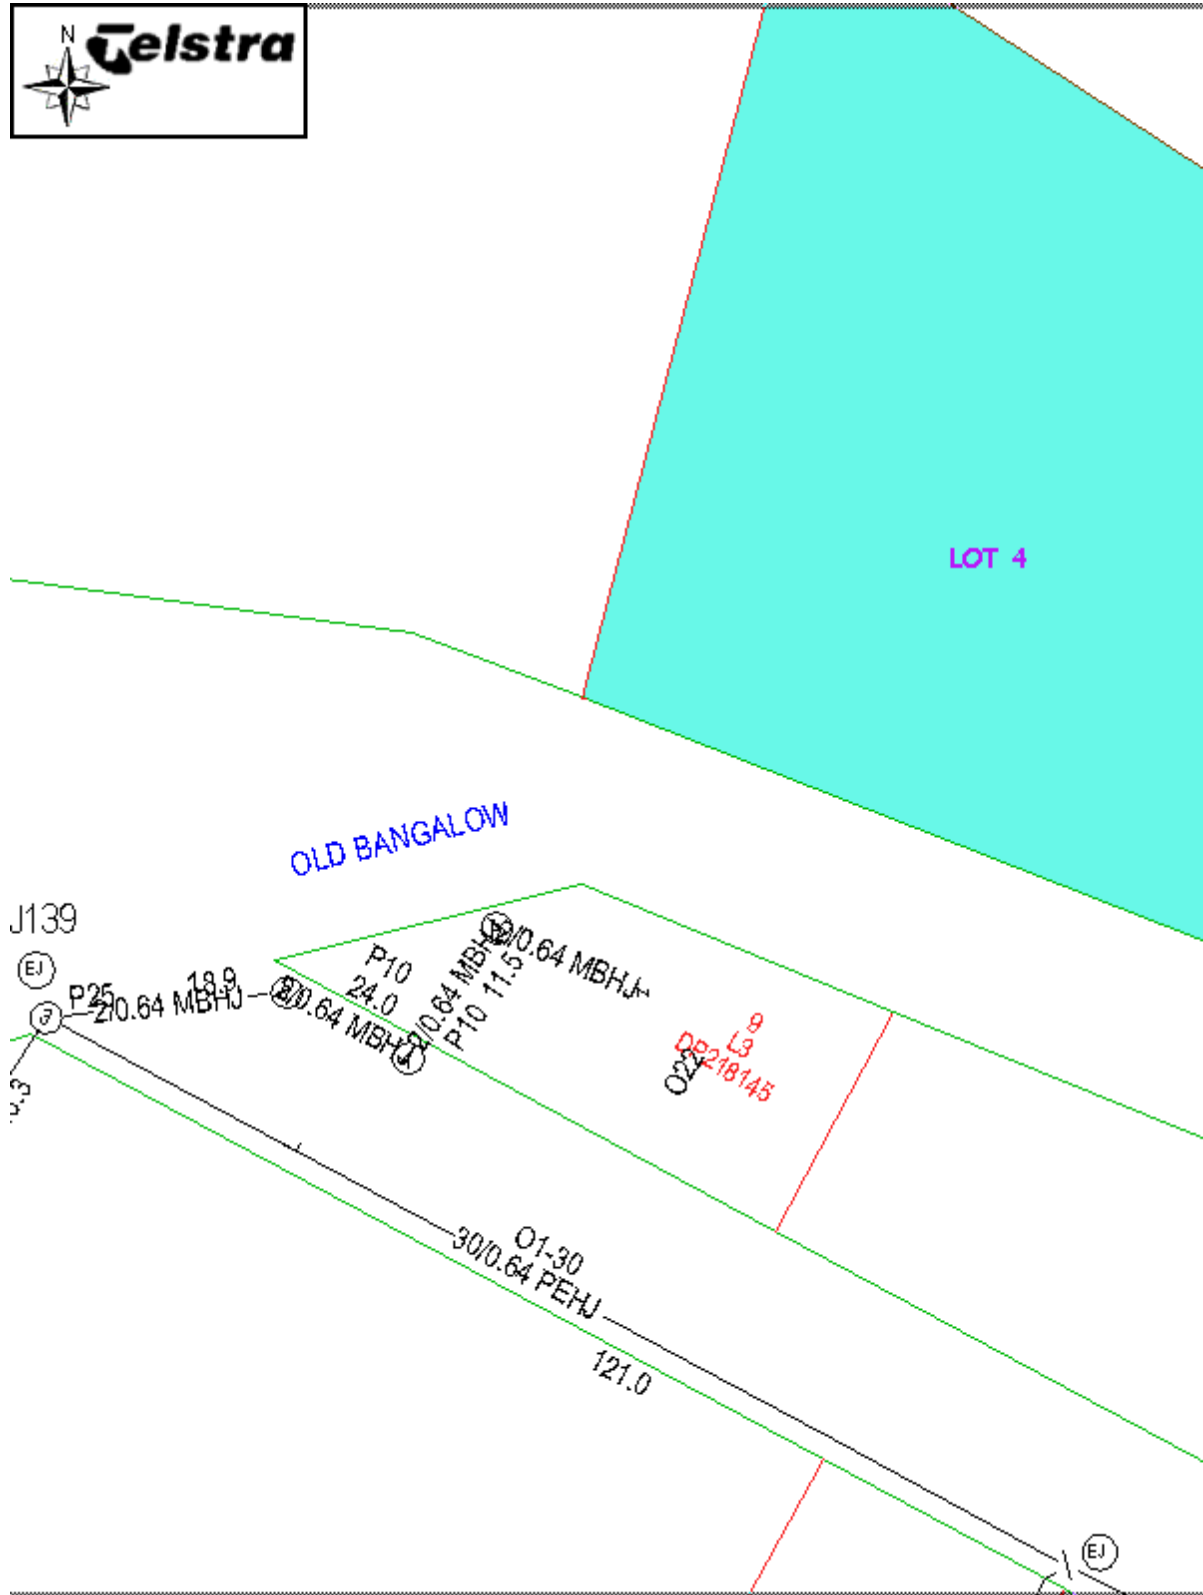 N
Telstra
LOT 4
OLD BANGALOW
J139
EJ
P25
18.9
2/0.64 MBHJ
P10
24.0
2/0.64 MBHJ
2/0.64 MBHJ
P10 11.5
2/0.64 MBHJ
9
L3
DP218145
O22
O1-30
30/0.64 PEHJ
121.0
EJ